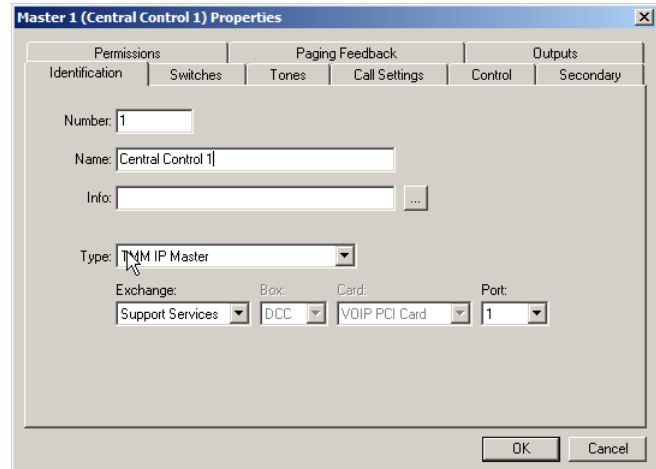 Master 1 (Central Control 1) Properties
Permissions Paging Feedback Outputs
Identification Switches Tones Call Settings Control Secondary
Number: 1
Name: Central Control 1
Info: ...
Type: TMM IP Master
Exchange: Box: Card: Port:
Support Services DCC VOIP PCI Card 1
OK Cancel